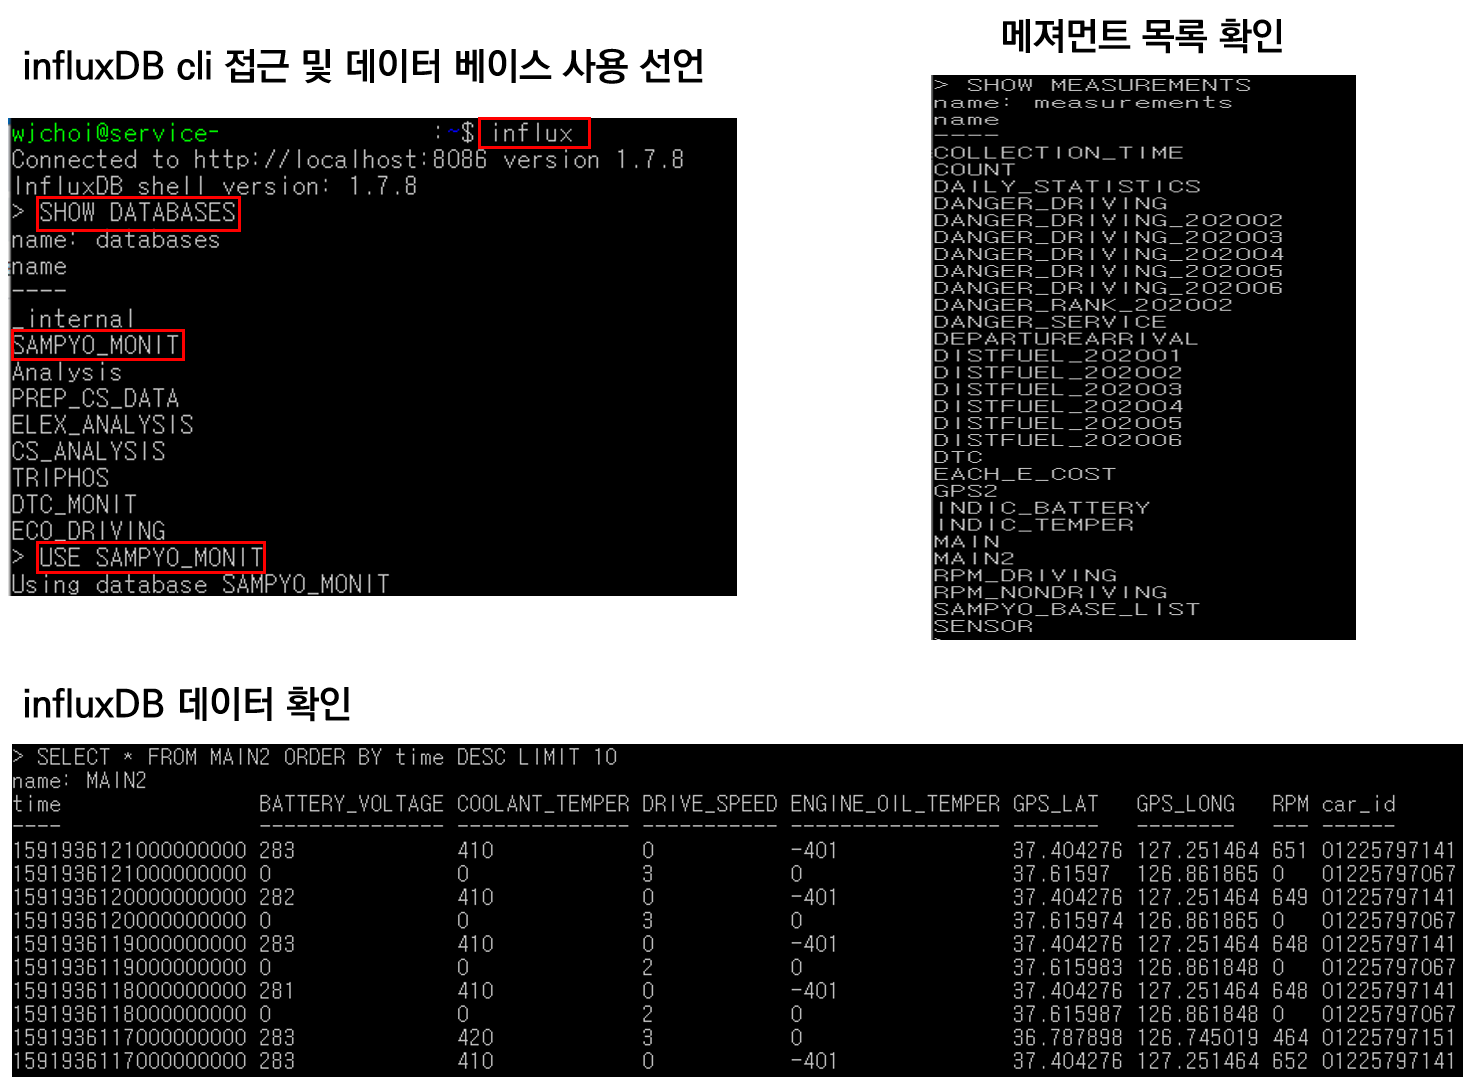 influxDB cli 접근 및 데이터 베이스 사용 선언
wjchoi@service- :~$ influx
Connected to http://localhost:8086 version 1.7.8
InfluxDB shell version: 1.7.8
> SHOW DATABASES
name: databases
name
----
_internal
SAMPYO_MONIT
Analysis
PREP_CS_DATA
ELEX_ANALYSIS
CS_ANALYSIS
TRIPHOS
DTC_MONIT
ECO_DRIVING
> USE SAMPYO_MONIT
Using database SAMPYO_MONIT
메져먼트 목록 확인
> SHOW MEASUREMENTS
name: measurements
name
----
COLLECTION_TIME
COUNT
DAILY_STATISTICS
DANGER_DRIVING
DANGER_DRIVING_202002
DANGER_DRIVING_202003
DANGER_DRIVING_202004
DANGER_DRIVING_202005
DANGER_DRIVING_202006
DANGER_RANK_202002
DANGER_SERVICE
DEPARTUREARRIVAL
DISTFUEL_202001
DISTFUEL_202002
DISTFUEL_202003
DISTFUEL_202004
DISTFUEL_202005
DISTFUEL_202006
DTC
EACH_E_COST
GPS2
INDIC_BATTERY
INDIC_TEMPER
MAIN
MAIN2
RPM_DRIVING
RPM_NONDRIVING
SAMPYO_BASE_LIST
SENSOR
influxDB 데이터 확인
> SELECT * FROM MAIN2 ORDER BY time DESC LIMIT 10
name: MAIN2
time BATTERY_VOLTAGE COOLANT_TEMPER DRIVE_SPEED ENGINE_OIL_TEMPER GPS_LAT GPS_LONG RPM car_id
---- --------------- -------------- ----------- ----------------- ------- -------- --- ------
1591936121000000000 283 410 0 -401 37.404276 127.251464 651 01225797141
1591936121000000000 0 0 3 0 37.61597 126.861865 0 01225797067
1591936120000000000 282 410 0 -401 37.404276 127.251464 649 01225797141
1591936120000000000 0 0 3 0 37.615974 126.861865 0 01225797067
1591936119000000000 283 410 0 -401 37.404276 127.251464 648 01225797141
1591936119000000000 0 0 2 0 37.615983 126.861848 0 01225797067
1591936118000000000 281 410 0 -401 37.404276 127.251464 648 01225797141
1591936118000000000 0 0 2 0 37.615987 126.861848 0 01225797067
1591936117000000000 283 420 3 0 36.787898 126.745019 464 01225797151
1591936117000000000 283 410 0 -401 37.404276 127.251464 652 01225797141